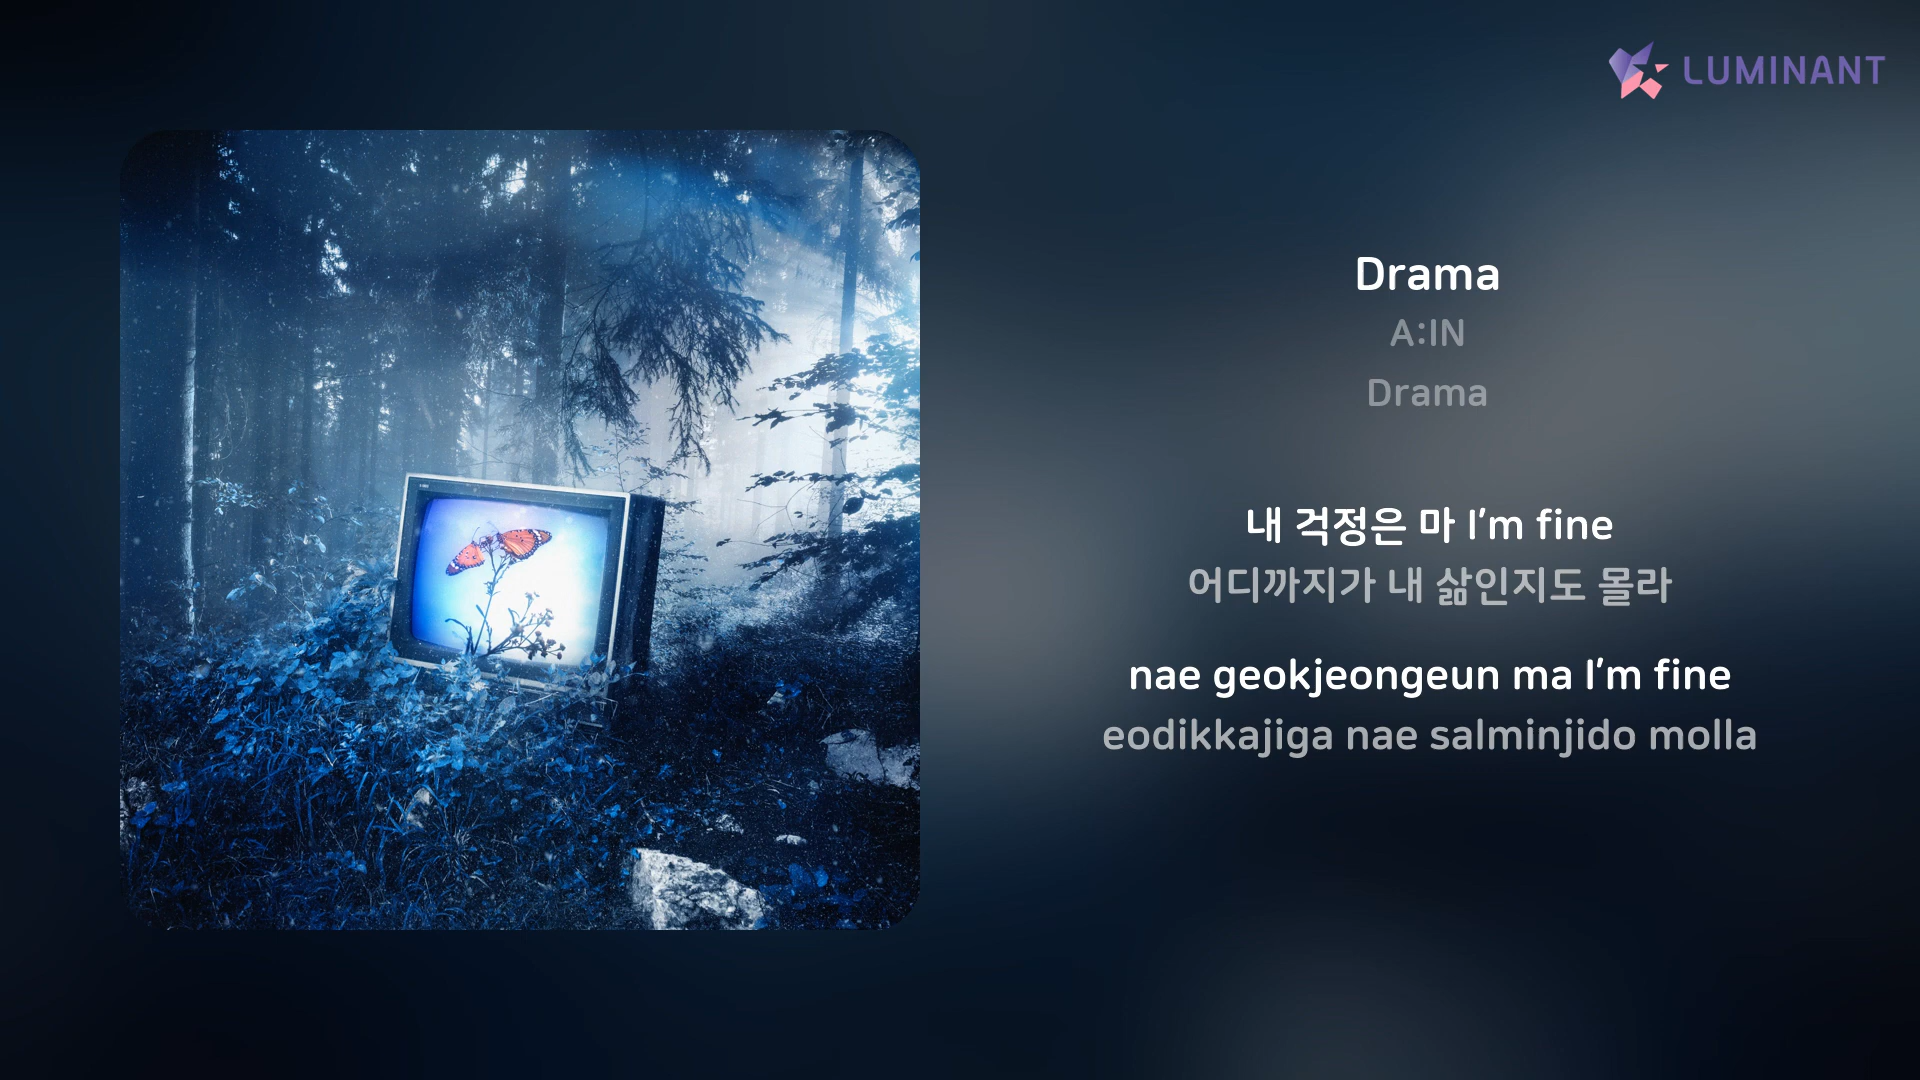 LUMINANT
Drama
A:IN
Drama
내 걱정은 마 I'm fine
어디까지가 내 삶인지도 몰라
nae geokjeongeun ma I'm fine
eodikkajiga nae salminjido molla